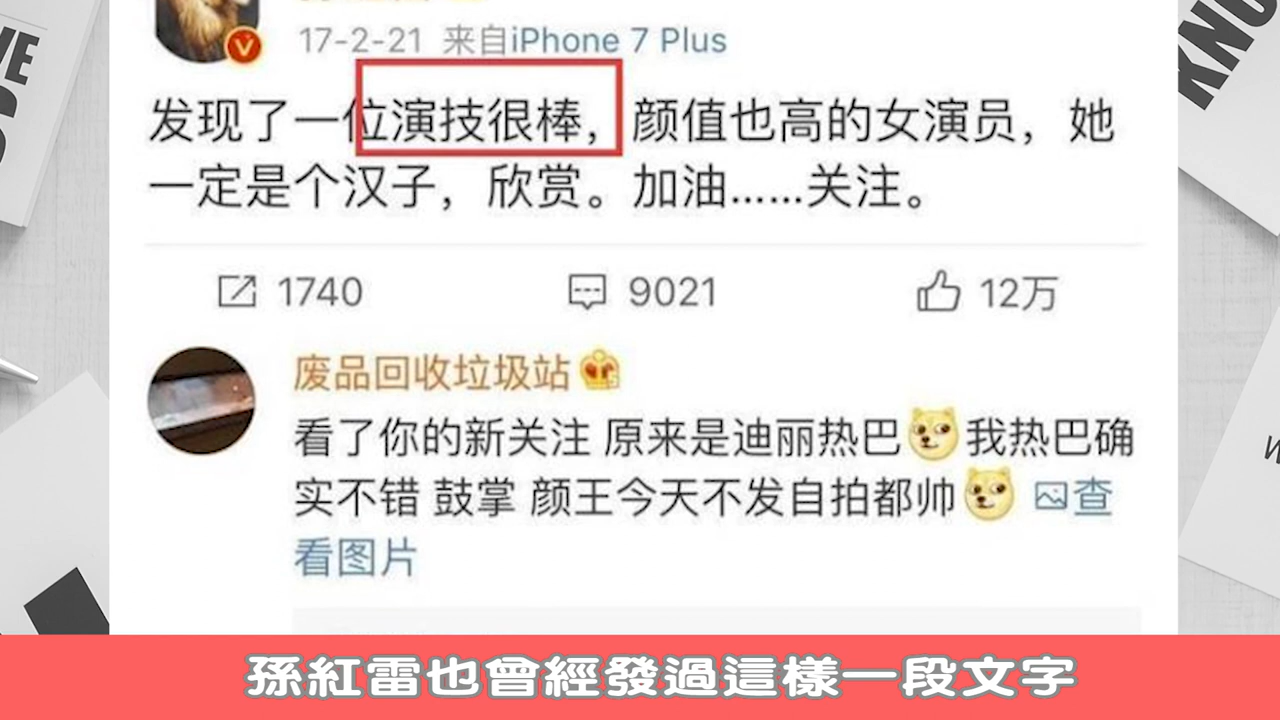 17-2-21 来自iPhone 7 Plus
发现了一位演技很棒，颜值也高的女演员，她
一定是个汉子，欣赏。加油……关注。
1740
9021
12万
废品回收垃圾站
看了你的新关注 原来是迪丽热巴我热巴确
实不错 鼓掌 颜王今天不发自拍都帅 查
看图片
孫紅雷也曾經發過這樣一段文字